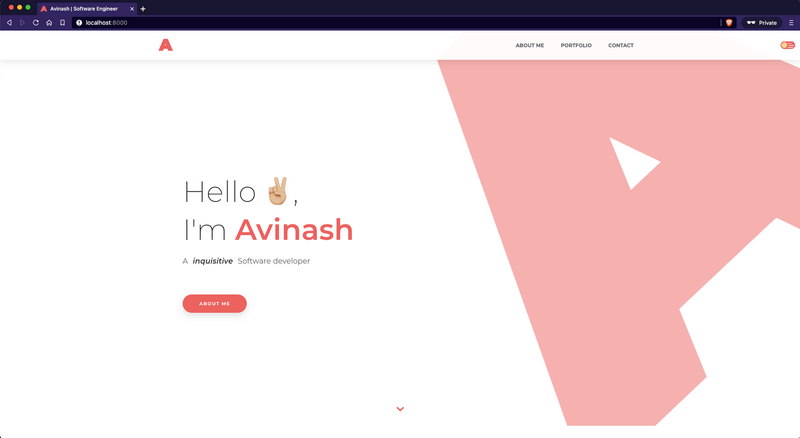 Avinash | Software Engineer
localhost:8000
Private
A
ABOUT ME PORTFOLIO CONTACT
Hello ✌🏼,
I'm Avinash
A inquisitive Software developer
ABOUT ME